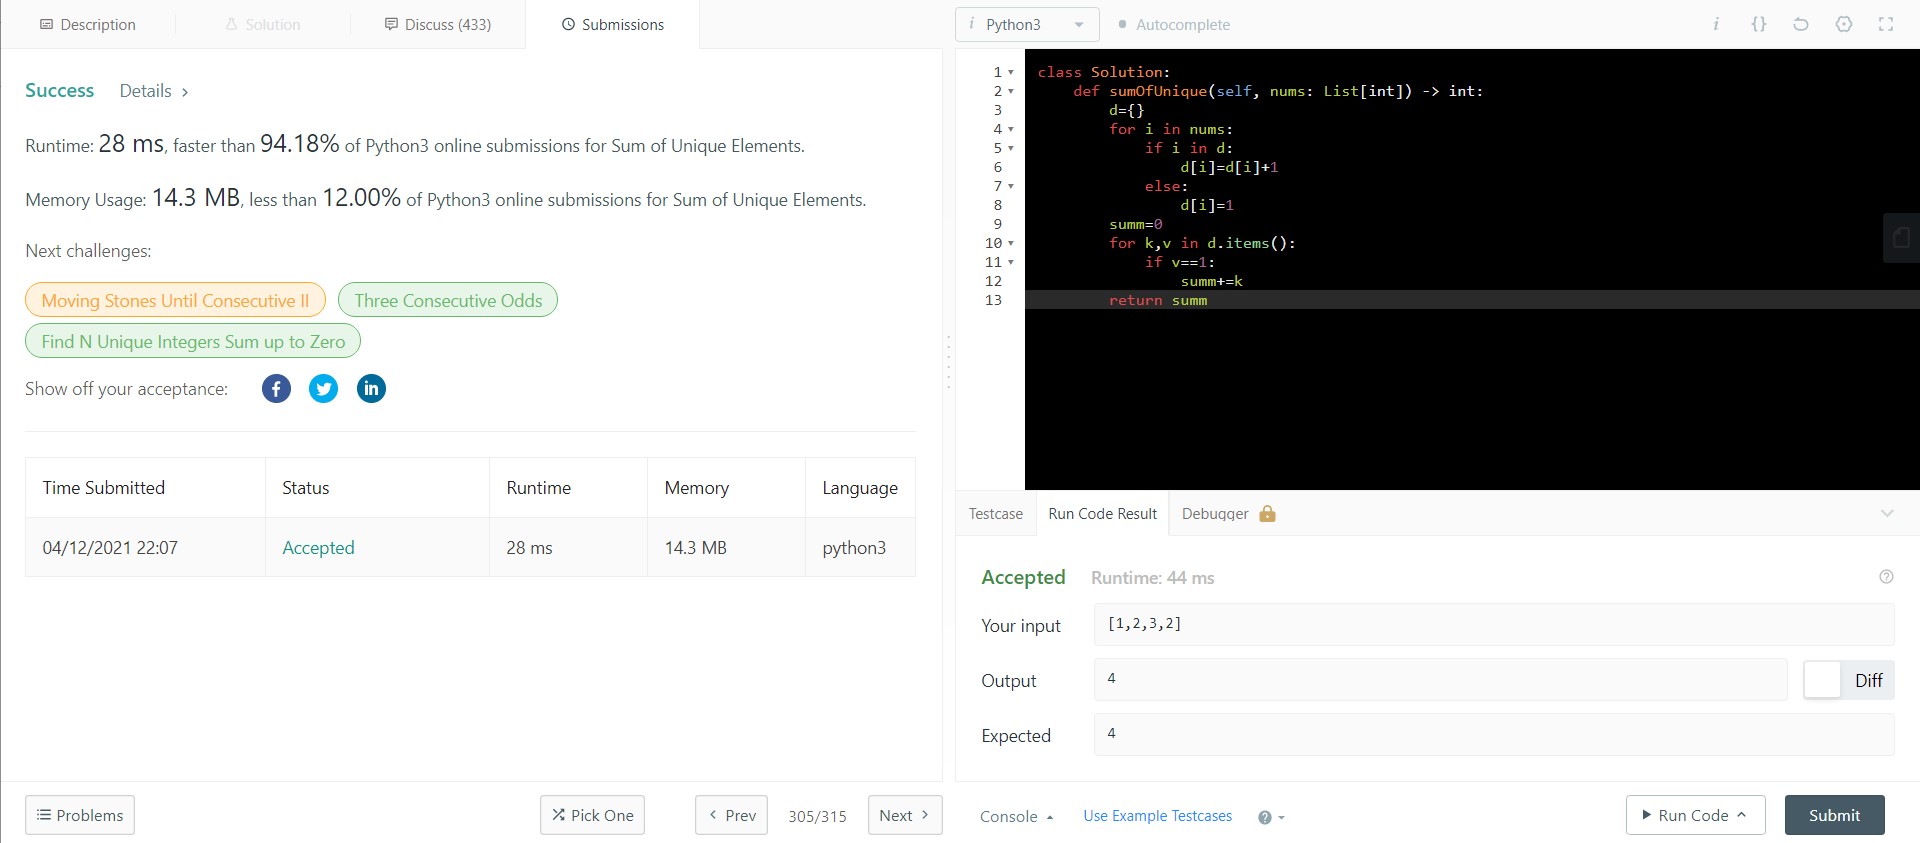 Description
Solution
Discuss (433)
Submissions
Success
Details >
Runtime: 28 ms, faster than 94.18% of Python3 online submissions for Sum of Unique Elements.
Memory Usage: 14.3 MB, less than 12.00% of Python3 online submissions for Sum of Unique Elements.
Next challenges:
Moving Stones Until Consecutive II
Three Consecutive Odds
Find N Unique Integers Sum up to Zero
Show off your acceptance:
Time Submitted Status Runtime Memory Language
04/12/2021 22:07 Accepted 28 ms 14.3 MB python3
Problems
Pick One
< Prev
305/315
Next >
i Python3
Autocomplete
i {}
1 class Solution:
2     def sumOfUnique(self, nums: List[int]) -> int:
3         d={}
4         for i in nums:
5             if i in d:
6                 d[i]=d[i]+1
7             else:
8                 d[i]=1
9         summ=0
10         for k,v in d.items():
11             if v==1:
12                 summ+=k
13         return summ
Testcase
Run Code Result
Debugger
Accepted Runtime: 44 ms
Your input [1,2,3,2]
Output 4 Diff
Expected 4
Console
Use Example Testcases
Run Code
Submit